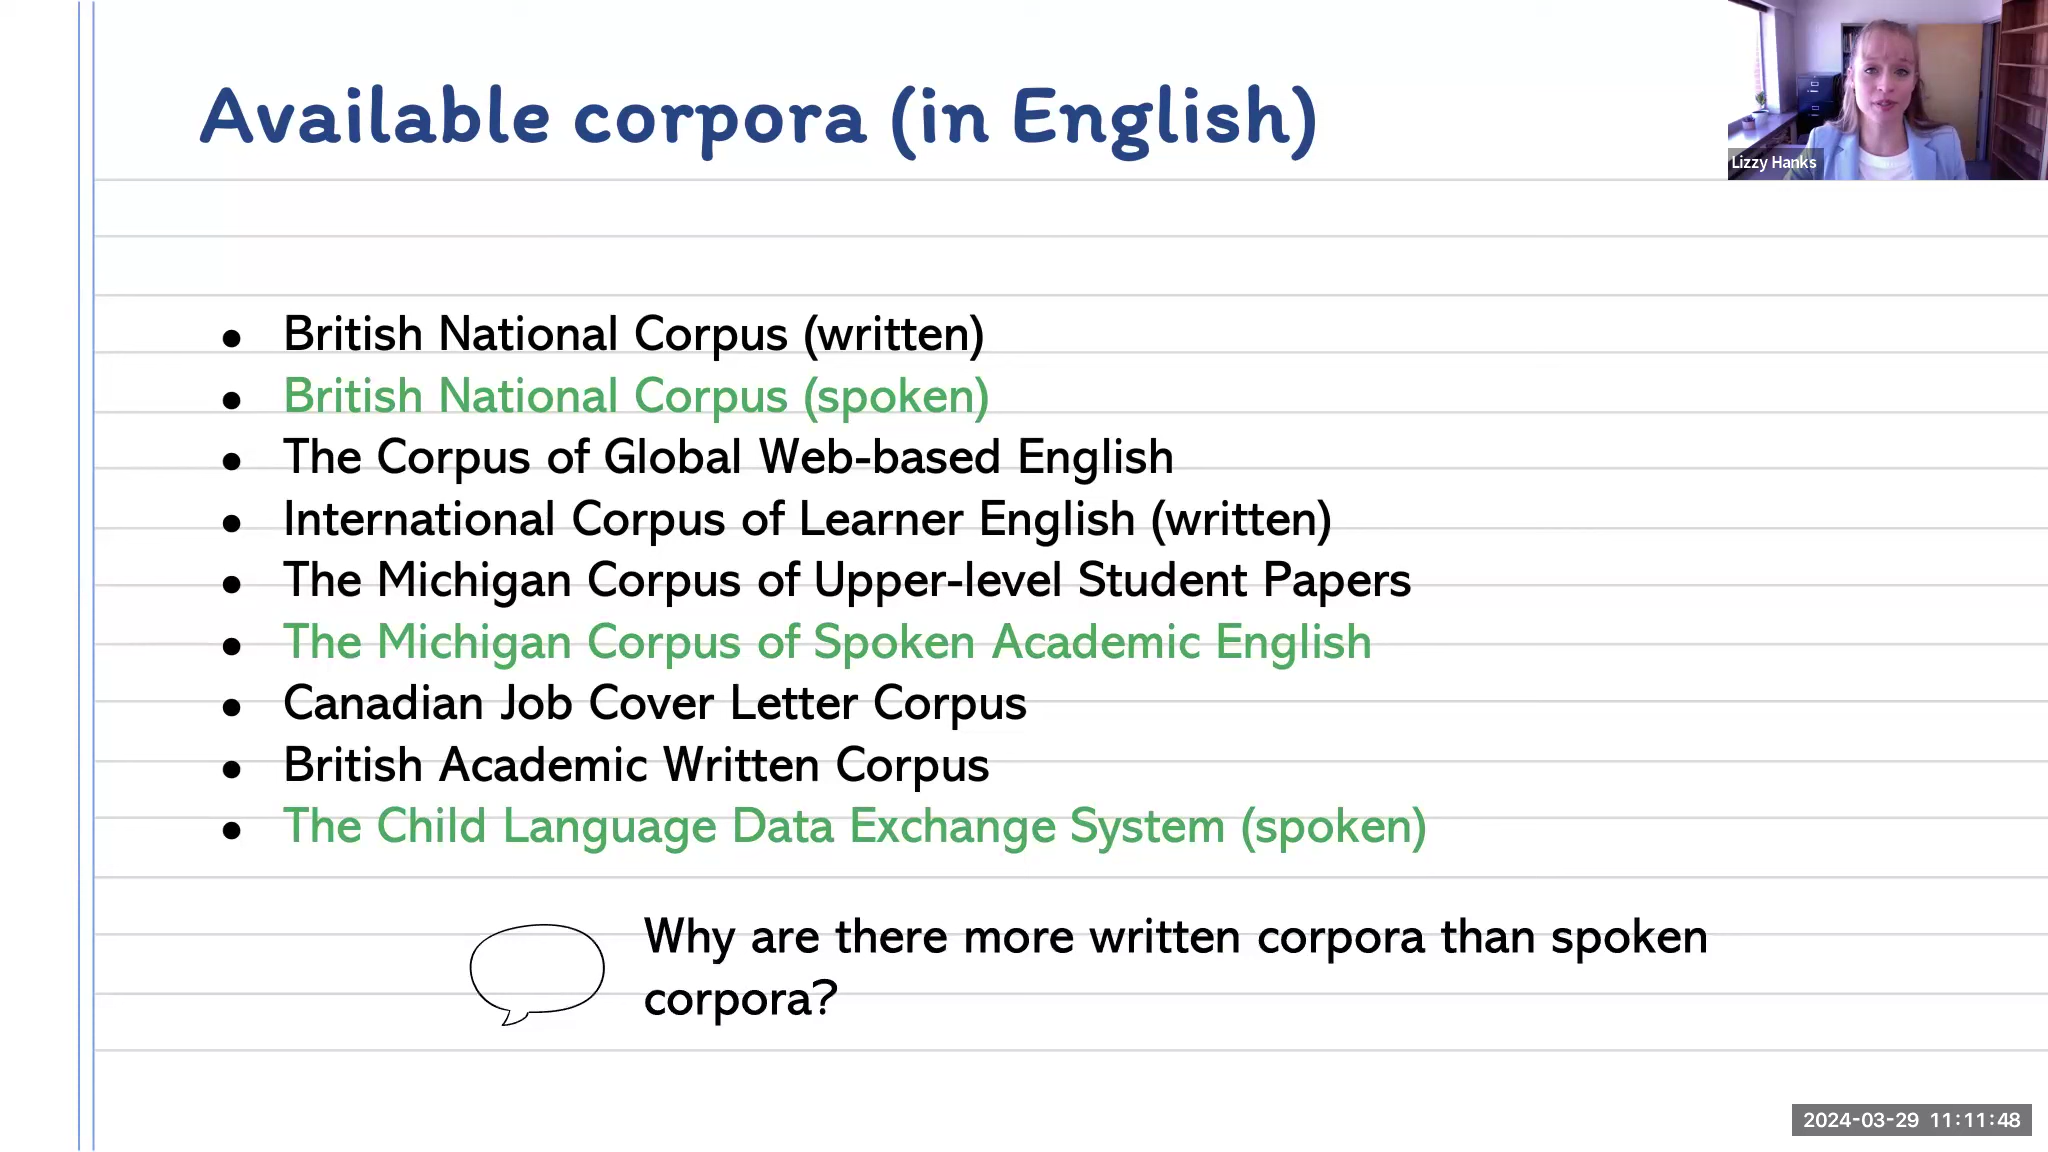 Available corpora (in English)
Lizzy Hanks
● British National Corpus (written)
● British National Corpus (spoken)
● The Corpus of Global Web-based English
● International Corpus of Learner English (written)
● The Michigan Corpus of Upper-level Student Papers
● The Michigan Corpus of Spoken Academic English
● Canadian Job Cover Letter Corpus
● British Academic Written Corpus
● The Child Language Data Exchange System (spoken)
Why are there more written corpora than spoken
corpora?
2024-03-29 11:11:48